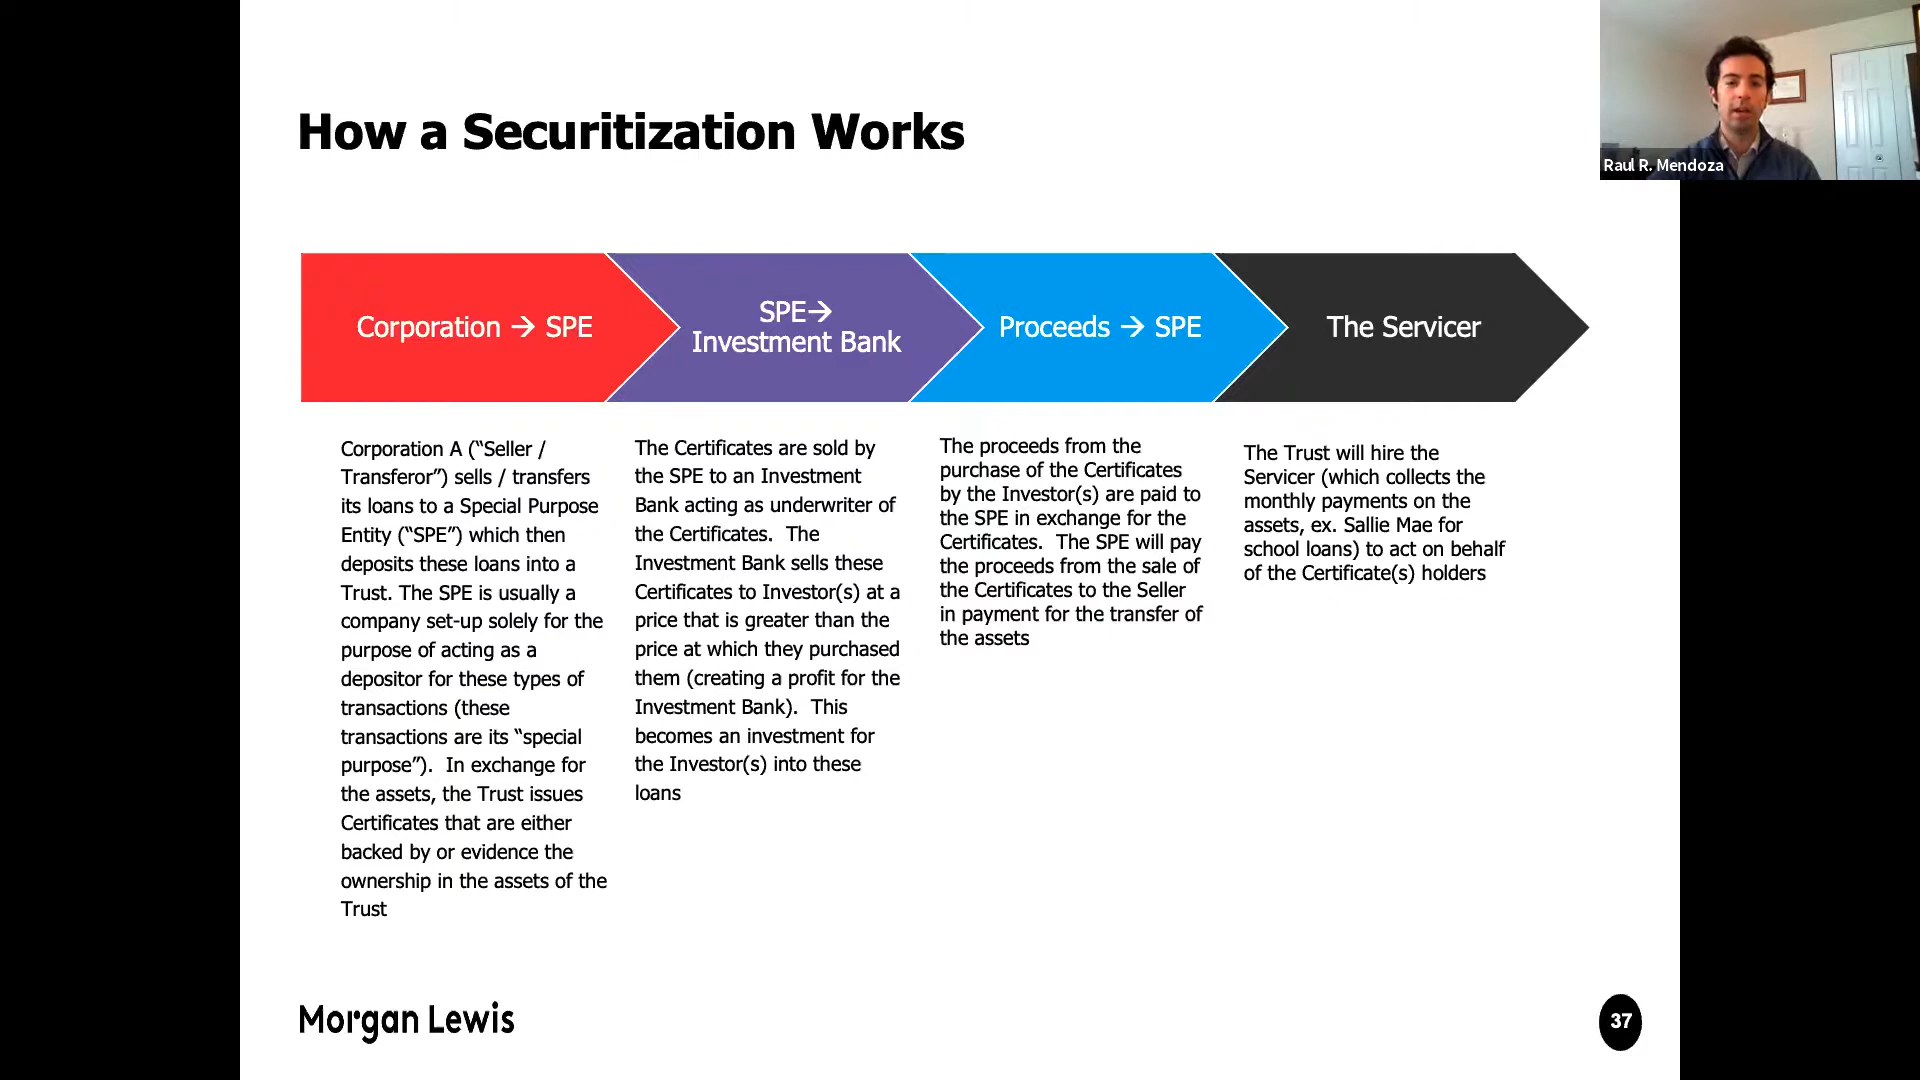 How a Securitization Works
Raul R. Mendoza
Corporation → SPE
SPE→
Investment Bank
Proceeds → SPE
The Servicer
Corporation A (“Seller /
Transferor”) sells / transfers
its loans to a Special Purpose
Entity (“SPE”) which then
deposits these loans into a
Trust. The SPE is usually a
company set-up solely for the
purpose of acting as a
depositor for these types of
transactions (these
transactions are its “special
purpose”).  In exchange for
the assets, the Trust issues
Certificates that are either
backed by or evidence the
ownership in the assets of the
Trust
The Certificates are sold by
the SPE to an Investment
Bank acting as underwriter of
the Certificates.  The
Investment Bank sells these
Certificates to Investor(s) at a
price that is greater than the
price at which they purchased
them (creating a profit for the
Investment Bank).  This
becomes an investment for
the Investor(s) into these
loans
The proceeds from the
purchase of the Certificates
by the Investor(s) are paid to
the SPE in exchange for the
Certificates.  The SPE will pay
the proceeds from the sale of
the Certificates to the Seller
in payment for the transfer of
the assets
The Trust will hire the
Servicer (which collects the
monthly payments on the
assets, ex. Sallie Mae for
school loans) to act on behalf
of the Certificate(s) holders
Morgan Lewis
37